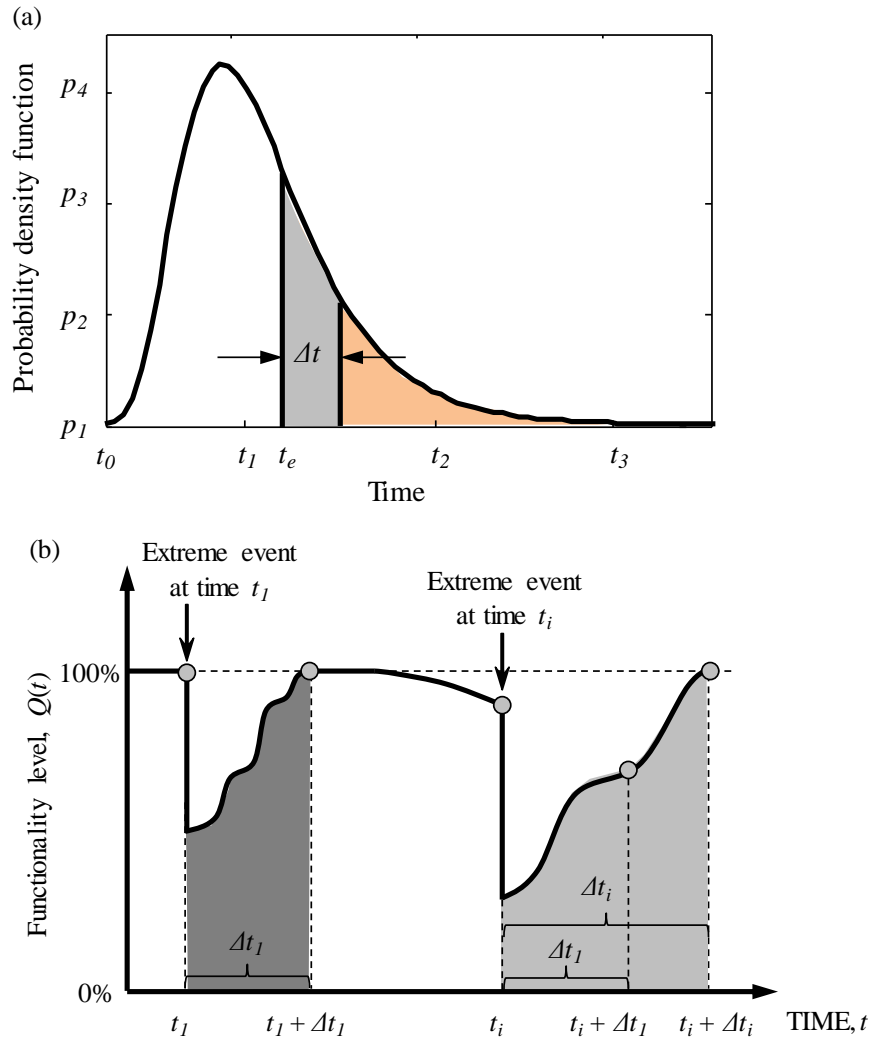 (a)
Probability density function
p4
p3
p2
p1
Δt
t0
t1
te
t2
t3
Time
(b)
Extreme event
at time t1
Extreme event
at time ti
Functionality level, Q(t)
100%
0%
Δt1
Δti
Δt1
t1
t1 + Δt1
ti
ti + Δt1
ti + Δti
TIME, t